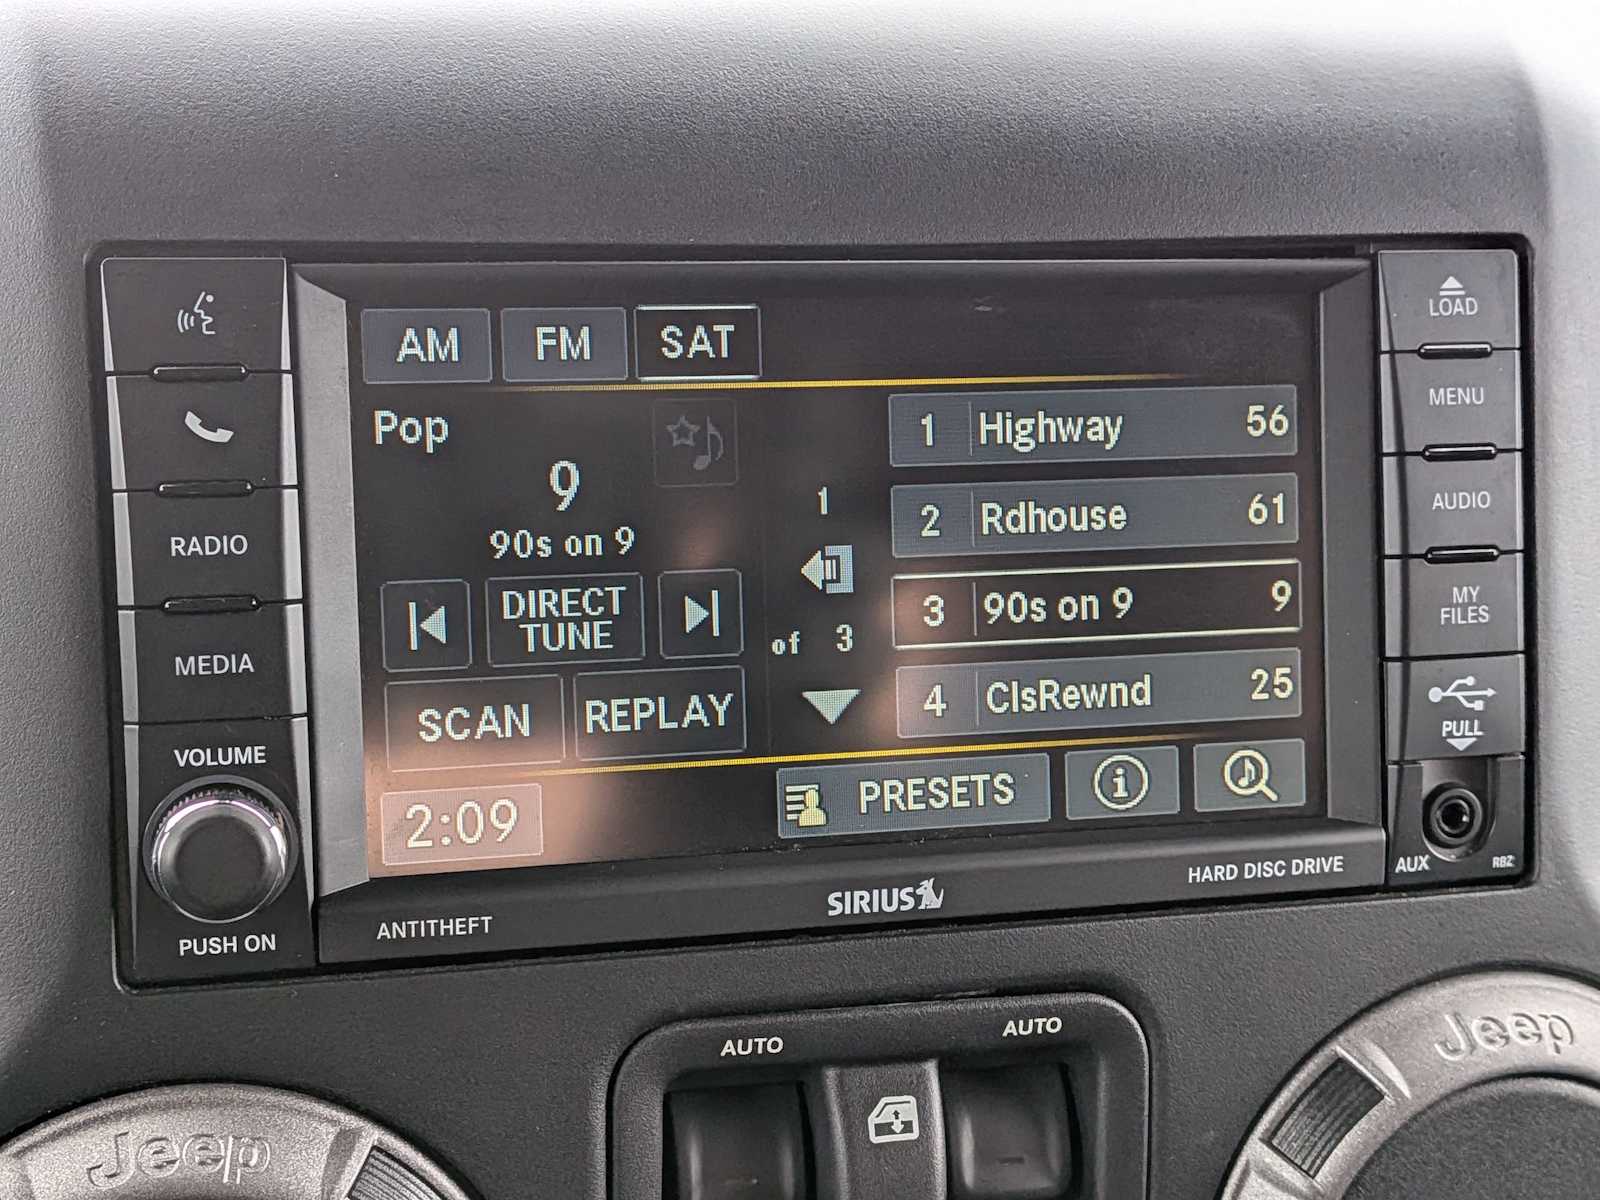 RADIO
MEDIA
VOLUME
PUSH ON
AM FM SAT
Pop
9
90s on 9
DIRECT
TUNE
SCAN REPLAY
2:09
1
of 3
1 Highway 56
2 Rdhouse 61
3 90s on 9 9
4 ClsRewnd 25
PRESETS
i
ANTITHEFT
SIRIUS
HARD DISC DRIVE
LOAD
MENU
AUDIO
MY
FILES
PULL
AUX RBZ
AUTO AUTO
Jeep
Jeep